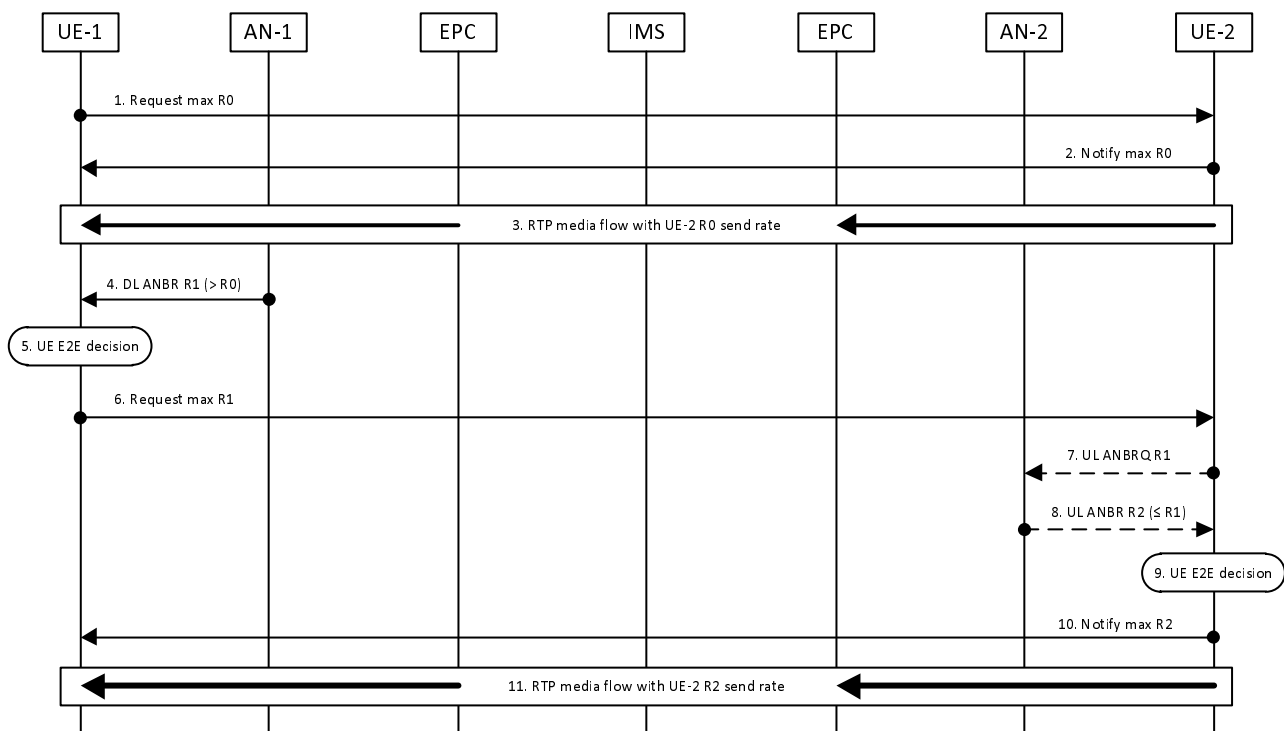 UE-1
AN-1
EPC
IMS
EPC
AN-2
UE-2
1. Request max R0
2. Notify max R0
3. RTP media flow with UE-2 R0 send rate
4. DL ANBR R1 (> R0)
5. UE E2E decision
6. Request max R1
7. UL ANBRQ R1
8. UL ANBR R2 (≤ R1)
9. UE E2E decision
10. Notify max R2
11. RTP media flow with UE-2 R2 send rate